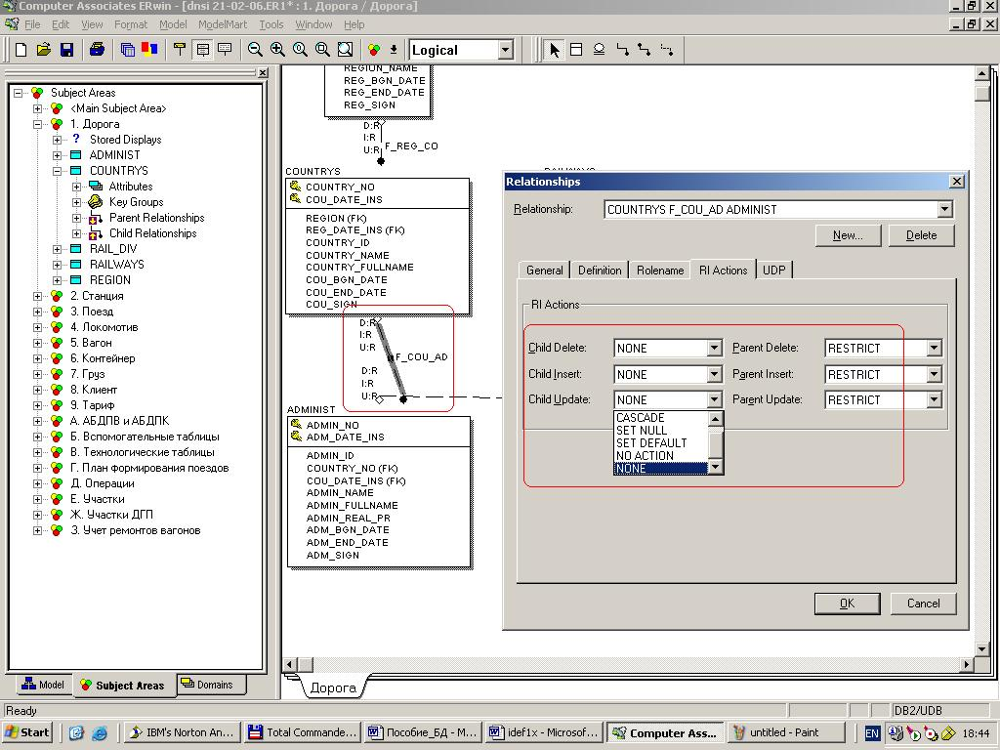 Computer Associates ERwin - [dnsi 21-02-06.ER1* : 1. Дорога / Дорога]
File Edit View Format Model ModelMart Tools Window Help
Logical
Subject Areas
<Main Subject Area>
1. Дорога
Stored Displays
ADMINIST
COUNTRYS
Attributes
Key Groups
Parent Relationships
Child Relationships
RAIL_DIV
RAILWAYS
REGION
2. Станция
3. Поезд
4. Локомотив
5. Вагон
6. Контейнер
7. Груз
8. Клиент
9. Тариф
А. АБДПВ и АБДПК
Б. Вспомогательные таблицы
В. Технологические таблицы
Г. План формирования поездов
Д. Операции
Е. Участки
Ж. Участки ДГП
З. Учет ремонтов вагонов
Model Subject Areas Domains
REGION_NAME
REG_BGN_DATE
REG_END_DATE
REG_SIGN
D:R
I:R
U:R
F_REG_CO
COUNTRYS
COUNTRY_NO
COU_DATE_INS
REGION (FK)
REG_DATE_INS (FK)
COUNTRY_ID
COUNTRY_NAME
COUNTRY_FULLNAME
COU_BGN_DATE
COU_END_DATE
COU_SIGN
D:R
I:R
U:R
F_COU_AD
D:R
I:R
U:R
ADMINIST
ADMIN_NO
ADM_DATE_INS
ADMIN_ID
COUNTRY_NO (FK)
COU_DATE_INS (FK)
ADMIN_NAME
ADMIN_FULLNAME
ADMIN_REAL_PR
ADM_BGN_DATE
ADM_END_DATE
ADM_SIGN
Дорога
Relationships
Relationship: COUNTRYS F_COU_AD ADMINIST
New... Delete
General Definition Rolename RI Actions UDP
RI Actions
Child Delete: NONE Parent Delete: RESTRICT
Child Insert: NONE Parent Insert: RESTRICT
Child Update: NONE Parent Update: RESTRICT
CASCADE
SET NULL
SET DEFAULT
NO ACTION
NONE
OK Cancel
Ready DB2/UDB
Start IBM's Norton An... Total Commande... Пособие_БД - M... idef1x - Microsof... Computer Ass... untitled - Paint EN 18:44